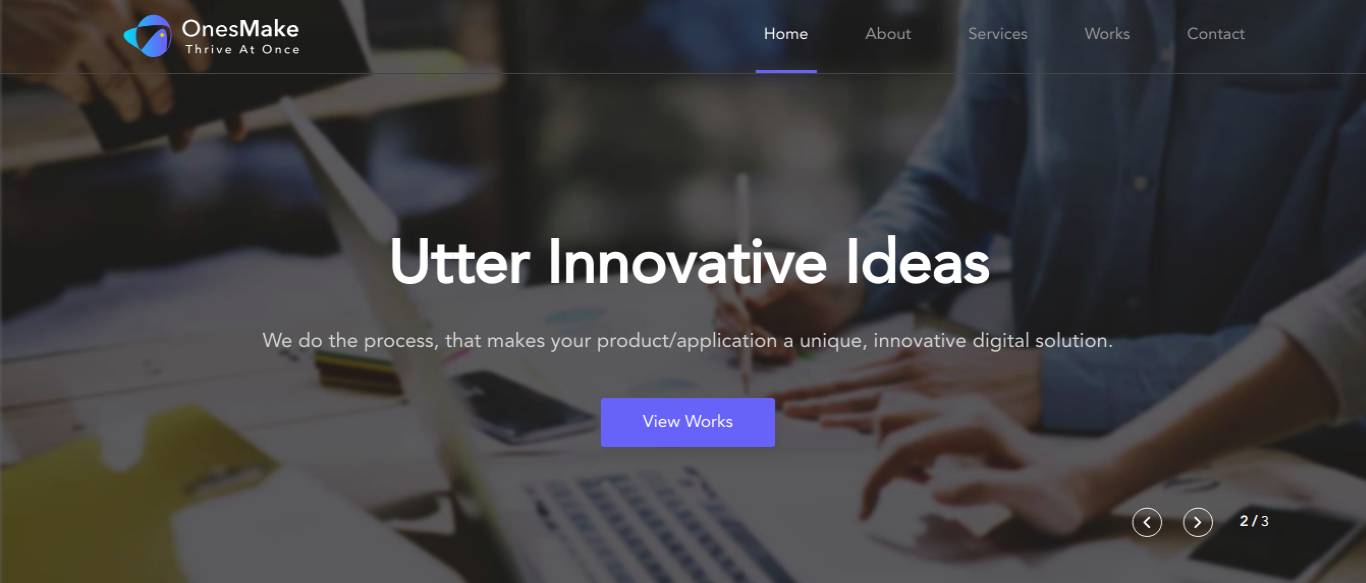 OnesMake
Thrive At Once
Home About Services Works Contact
Utter Innovative Ideas
We do the process, that makes your product/application a unique, innovative digital solution.
View Works
2 / 3